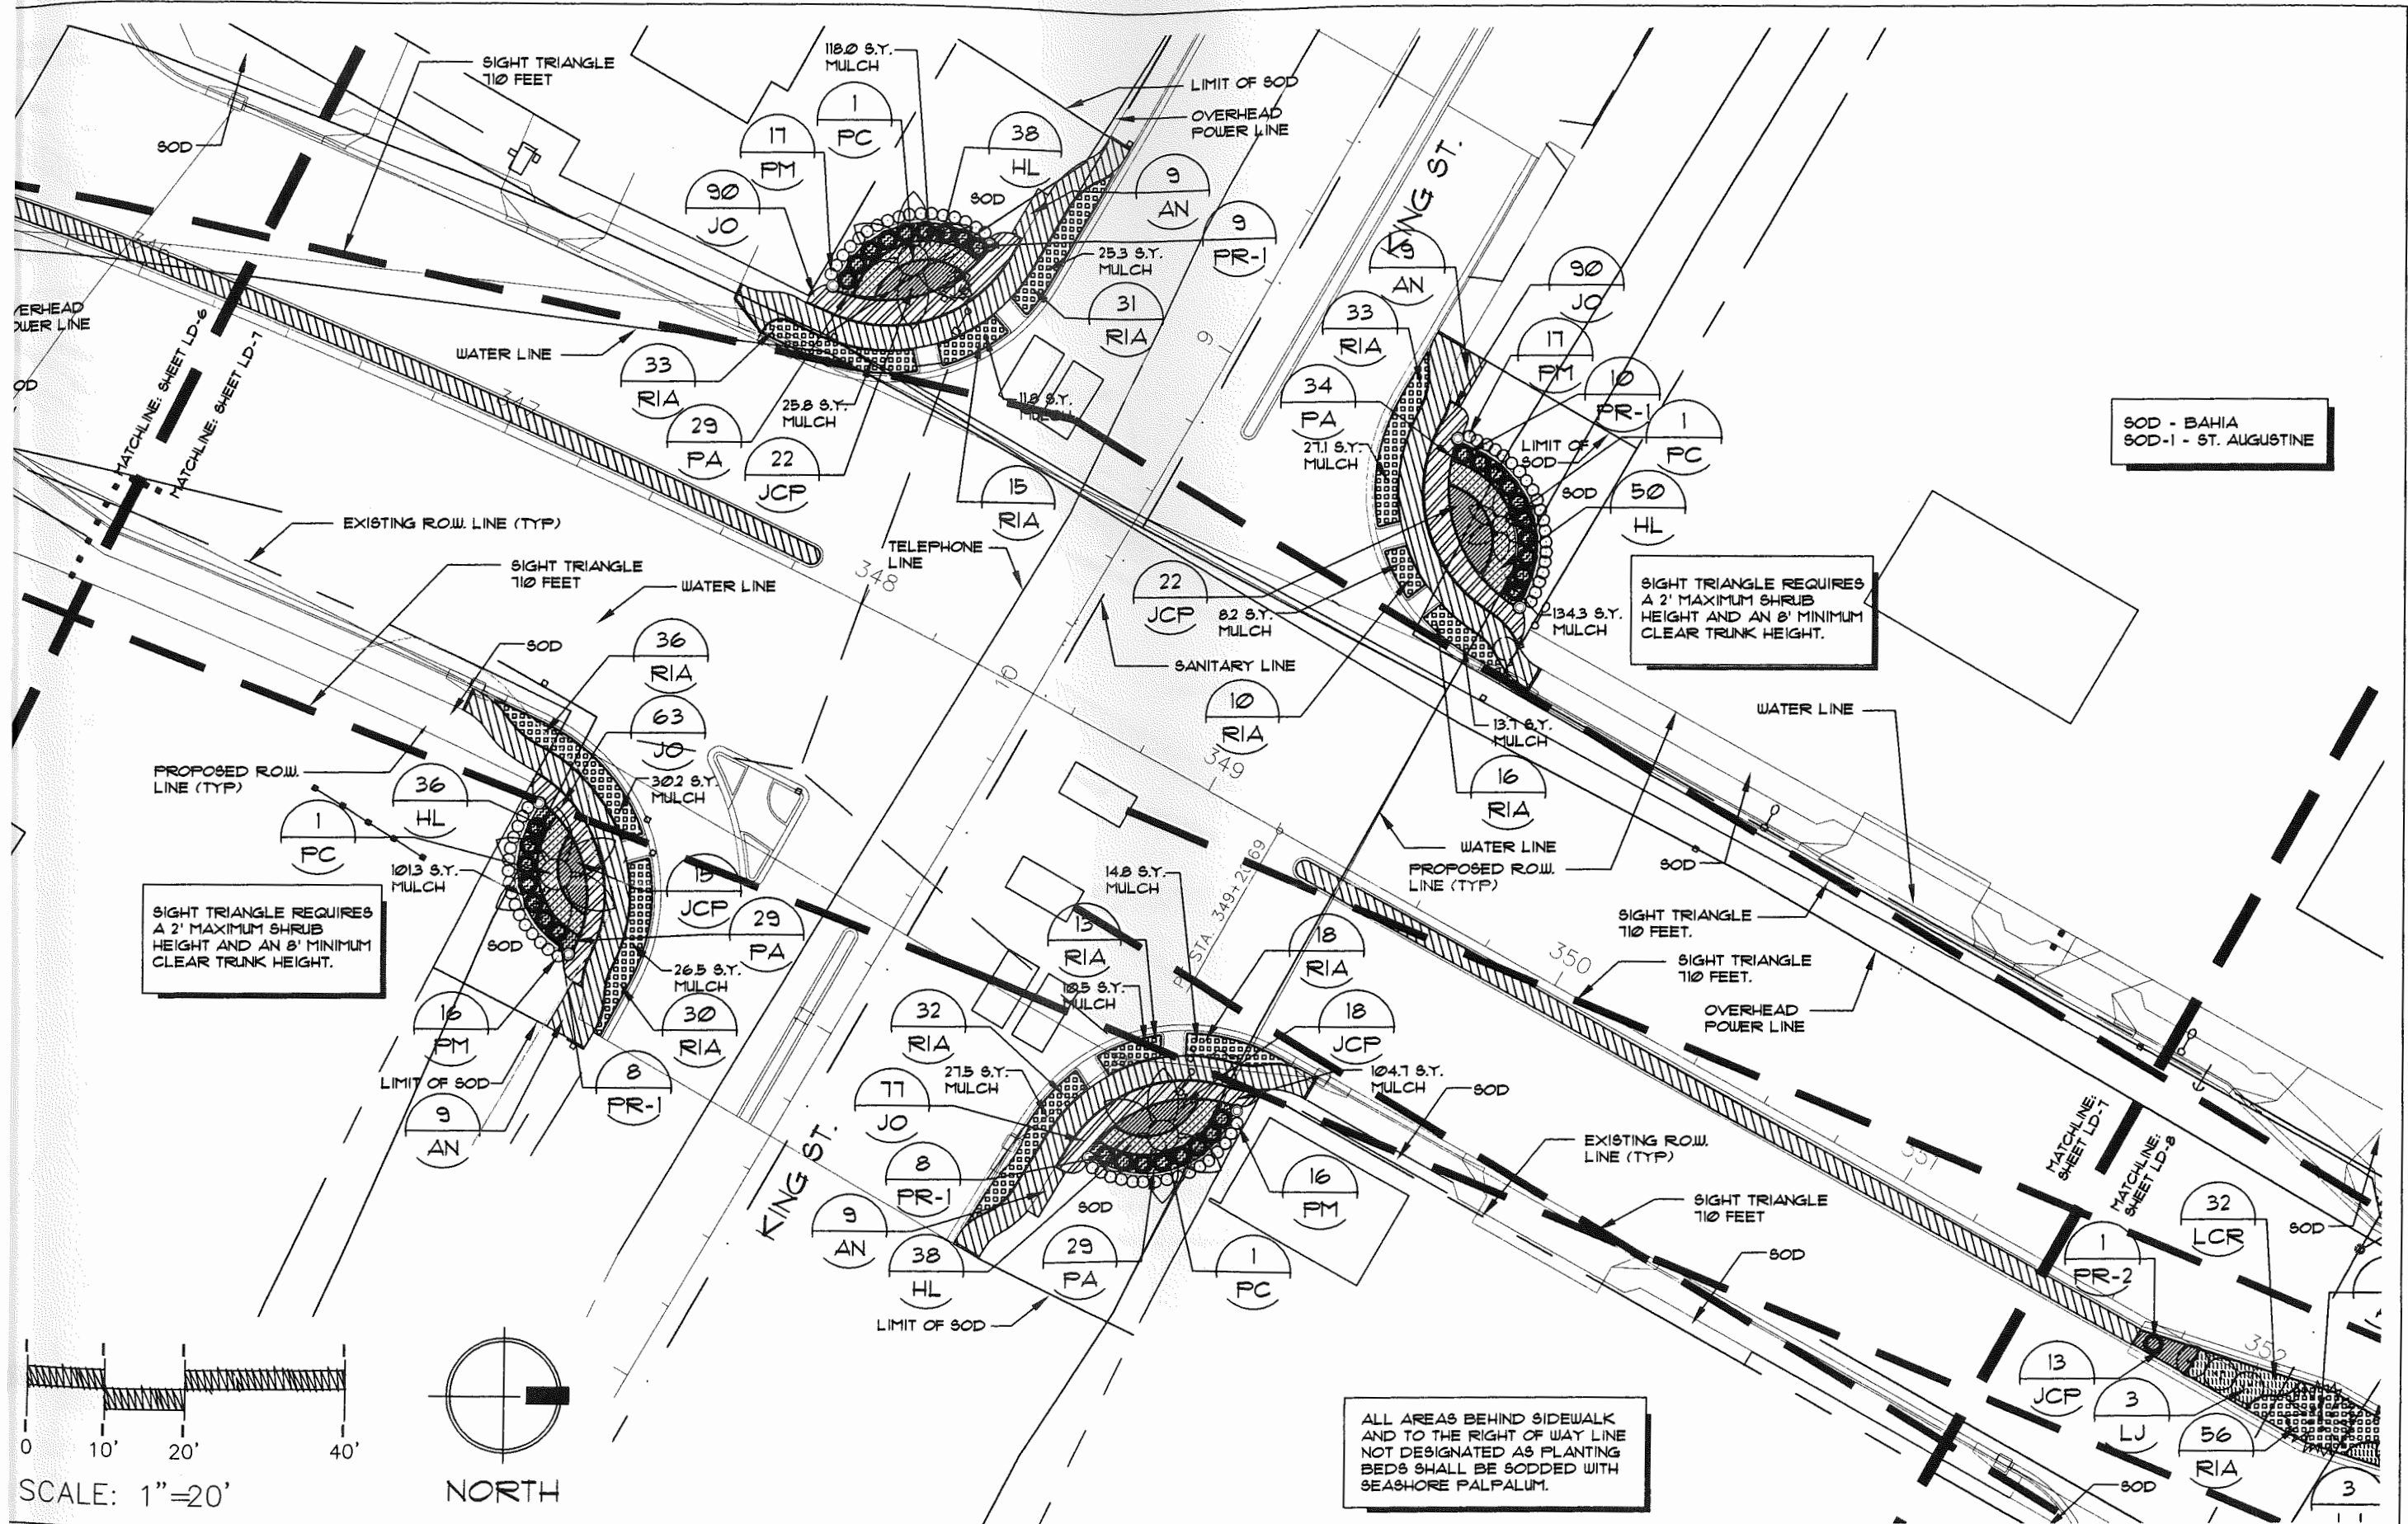 118.0 S.Y.
MULCH
SIGHT TRIANGLE
710 FEET
LIMIT OF SOD
OVERHEAD
POWER LINE
1
PC
17
PM
38
HL
SOD
90
JO
SOD
9
AN
9
PR-1
KING ST.
25.3 S.Y.
MULCH
31
RIA
9
9
AN
90
JO
33
RIA
17
PM
34
PA
10
PR-1
1
PC
LIMIT OF
SOD
27.1 S.Y.
MULCH
SOD
50
HL
SOD - BAHIA
SOD-1 - ST. AUGUSTINE
MATCHLINE: SHEET LD-6
MATCHLINE: SHEET LD-7
WATER LINE
347
33
RIA
25.8 S.Y.
MULCH
11.8 S.Y.
MULCH
29
PA
22
JCP
15
RIA
EXISTING R.O.W. LINE (TYP)
TELEPHONE
LINE
348
SIGHT TRIANGLE
710 FEET
WATER LINE
22
JCP
8.2 S.Y.
MULCH
134.3 S.Y.
MULCH
SIGHT TRIANGLE REQUIRES
A 2' MAXIMUM SHRUB
HEIGHT AND AN 8' MINIMUM
CLEAR TRUNK HEIGHT.
SOD
36
RIA
SANITARY LINE
10
10
RIA
13.7 S.Y.
MULCH
WATER LINE
63
JO
349
16
RIA
PROPOSED R.O.W.
LINE (TYP)
36
HL
30.2 S.Y.
MULCH
1
PC
101.3 S.Y.
MULCH
15
JCP
WATER LINE
PROPOSED R.O.W.
LINE (TYP)
SOD
14.8 S.Y.
MULCH
SIGHT TRIANGLE REQUIRES
A 2' MAXIMUM SHRUB
HEIGHT AND AN 8' MINIMUM
CLEAR TRUNK HEIGHT.
SOD
29
PA
26.5 S.Y.
MULCH
13
RIA
18
RIA
SIGHT TRIANGLE
710 FEET.
350
SIGHT TRIANGLE
710 FEET.
OVERHEAD
POWER LINE
16
PM
30
RIA
32
RIA
MULCH
18
JCP
LIMIT OF SOD
8
PR-1
27.5 S.Y.
MULCH
104.7 S.Y.
MULCH
SOD
9
AN
77
JO
KING ST.
8
PR-1
16
PM
EXISTING R.O.W.
LINE (TYP)
351
MATCHLINE:
SHEET LD-7
MATCHLINE:
SHEET LD-8
9
AN
SOD
38
HL
29
PA
1
PC
SIGHT TRIANGLE
710 FEET
SOD
32
LCR
SOD
1
PR-2
LIMIT OF SOD
352
13
JCP
3
LJ
56
RIA
0
10'
20'
40'
SCALE: 1"=20'
NORTH
ALL AREAS BEHIND SIDEWALK
AND TO THE RIGHT OF WAY LINE
NOT DESIGNATED AS PLANTING
BEDS SHALL BE SODDED WITH
SEASHORE PALPALUM.
SOD
3